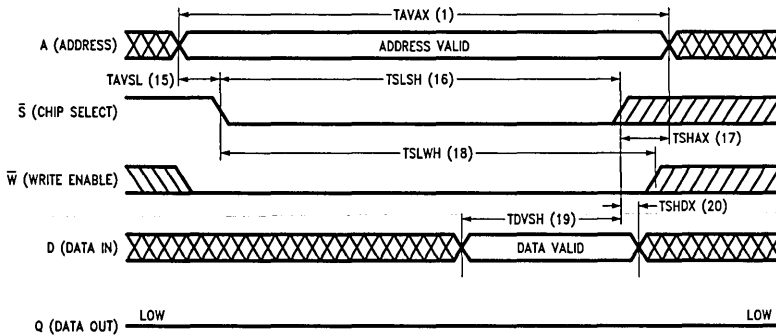 TAVAX (1)
A (ADDRESS)
ADDRESS VALID
TAVSL (15)
TSLSH (16)
S̅ (CHIP SELECT)
TSHAX (17)
TSLWH (18)
W̅ (WRITE ENABLE)
TSHDX (20)
TDVSH (19)
D (DATA IN)
DATA VALID
LOW
LOW
Q (DATA OUT)